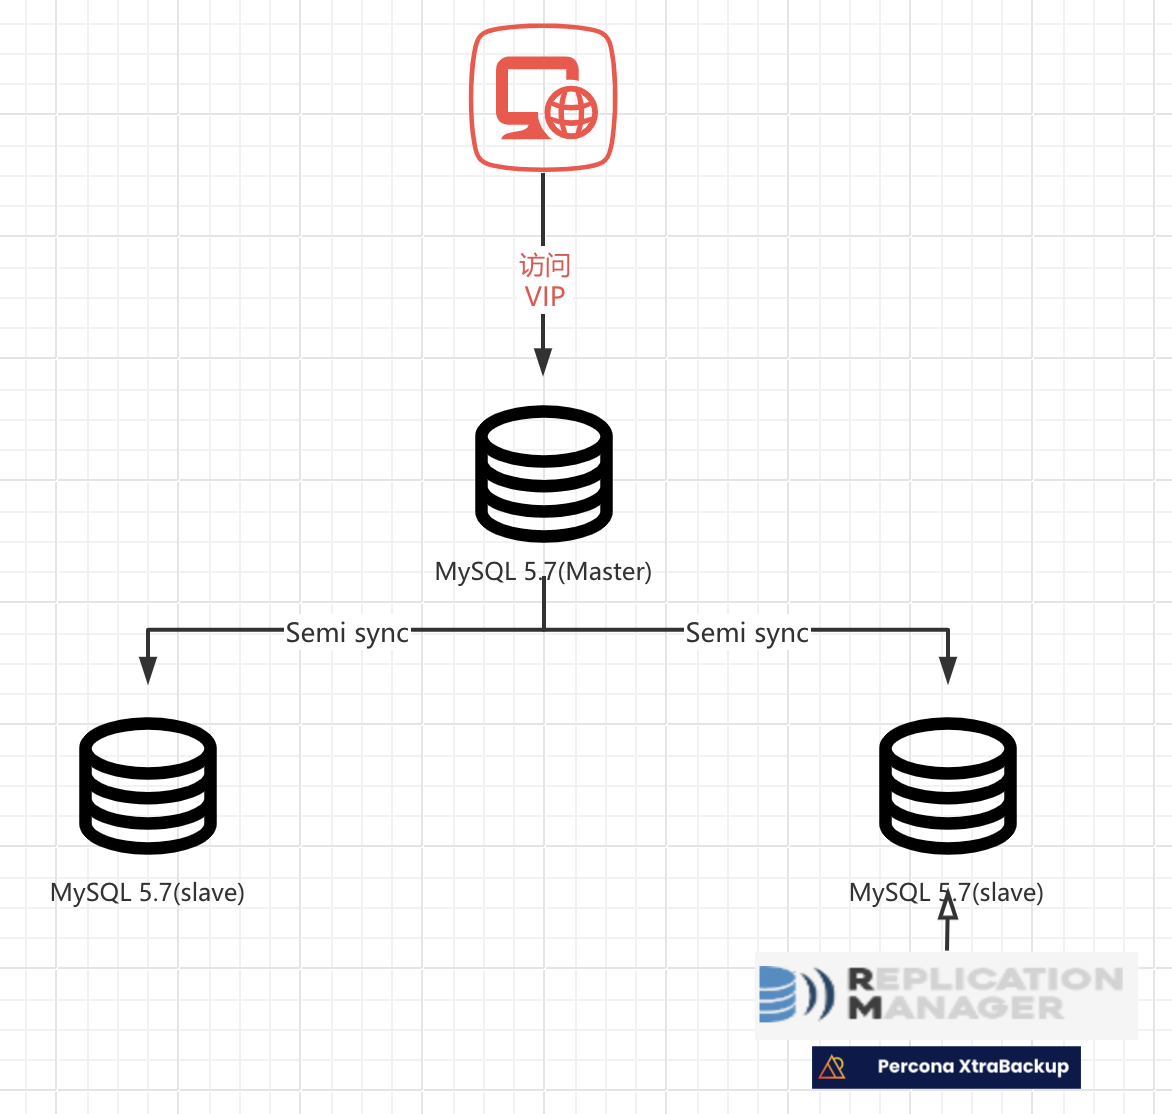 访问
VIP
MySQL 5.7(Master)
Semi sync
Semi sync
MySQL 5.7(slave)
MySQL 5.7(slave)
REPLICATION
MANAGER
Percona XtraBackup